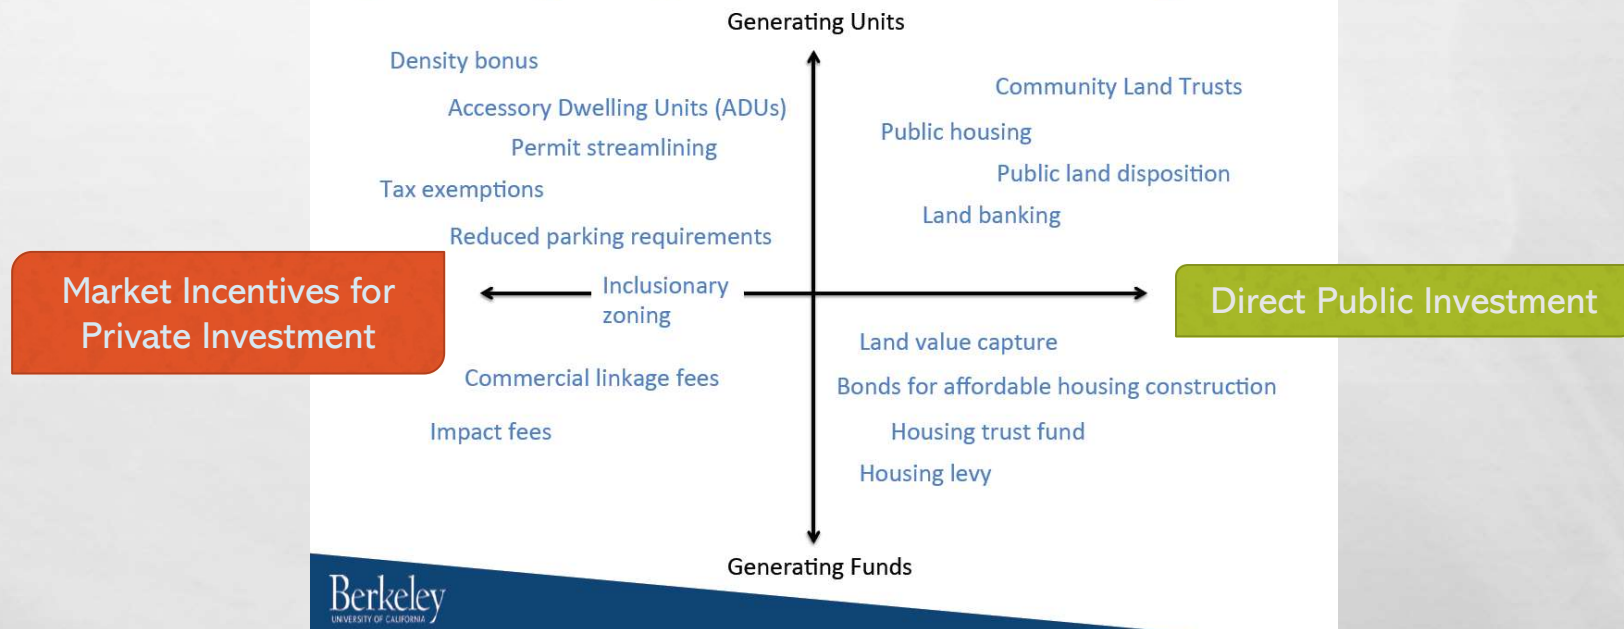 Generating Units
Density bonus
Community Land Trusts
Accessory Dwelling Units (ADUs)
Public housing
Permit streamlining
Public land disposition
Tax exemptions
Land banking
Reduced parking requirements
Market Incentives for
Private Investment
Inclusionary
zoning
Direct Public Investment
Land value capture
Commercial linkage fees
Bonds for affordable housing construction
Impact fees
Housing trust fund
Housing levy
Generating Funds
Berkeley
UNIVERSITY OF CALIFORNIA